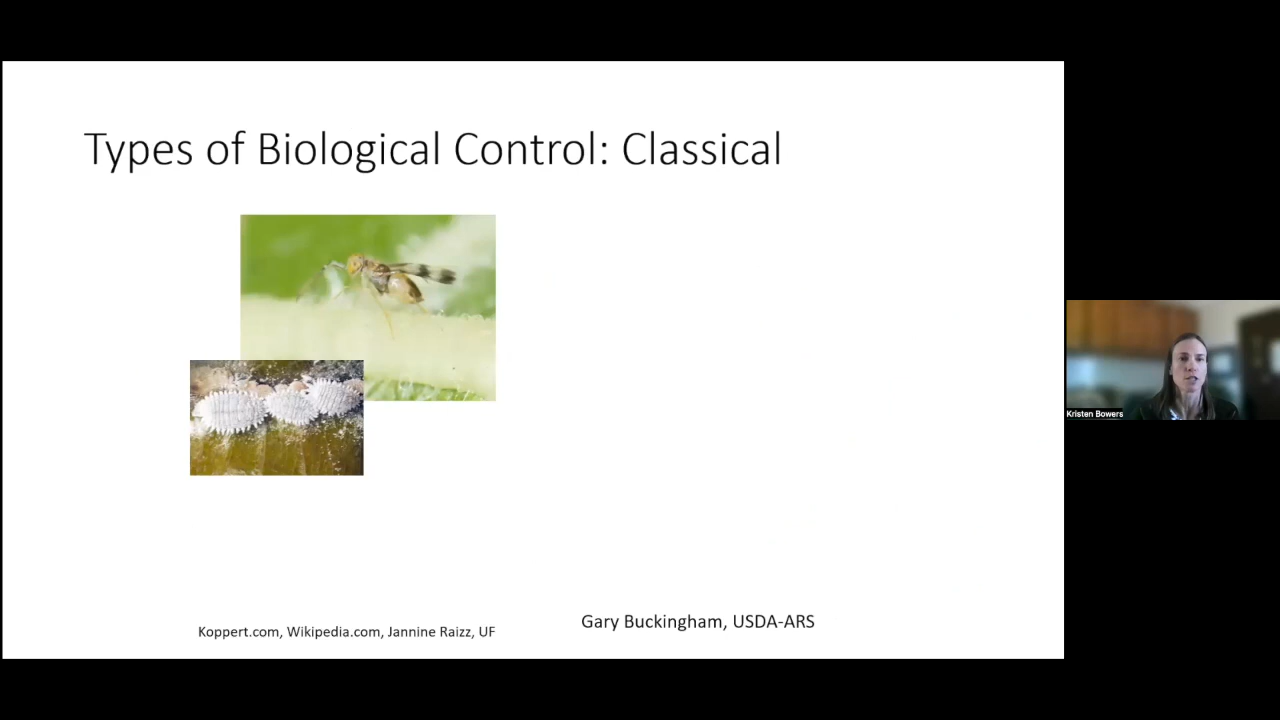 Types of Biological Control: Classical
Kristen Bowers
Gary Buckingham, USDA-ARS
Koppert.com, Wikipedia.com, Jannine Raizz, UF